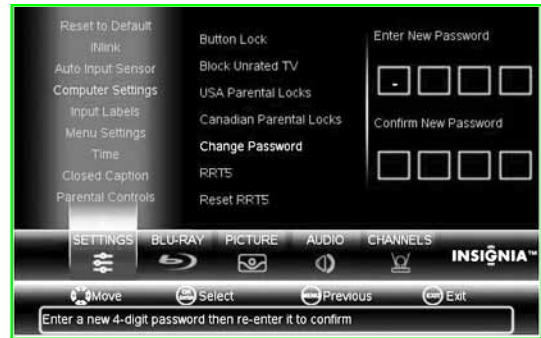 Reset to Default
INlink
Auto Input Sensor
Computer Settings
Input Labels
Menu Settings
Time
Closed Caption
Parental Controls
Button Lock
Block Unrated TV
USA Parental Locks
Canadian Parental Locks
Change Password
RRT5
Reset RRT5
Enter New Password
-
Confirm New Password
SETTINGS BLU-RAY PICTURE AUDIO CHANNELS
INSIGNIA™
Move Select MENU Previous EXIT Exit
Enter a new 4-digit password then re-enter it to confirm